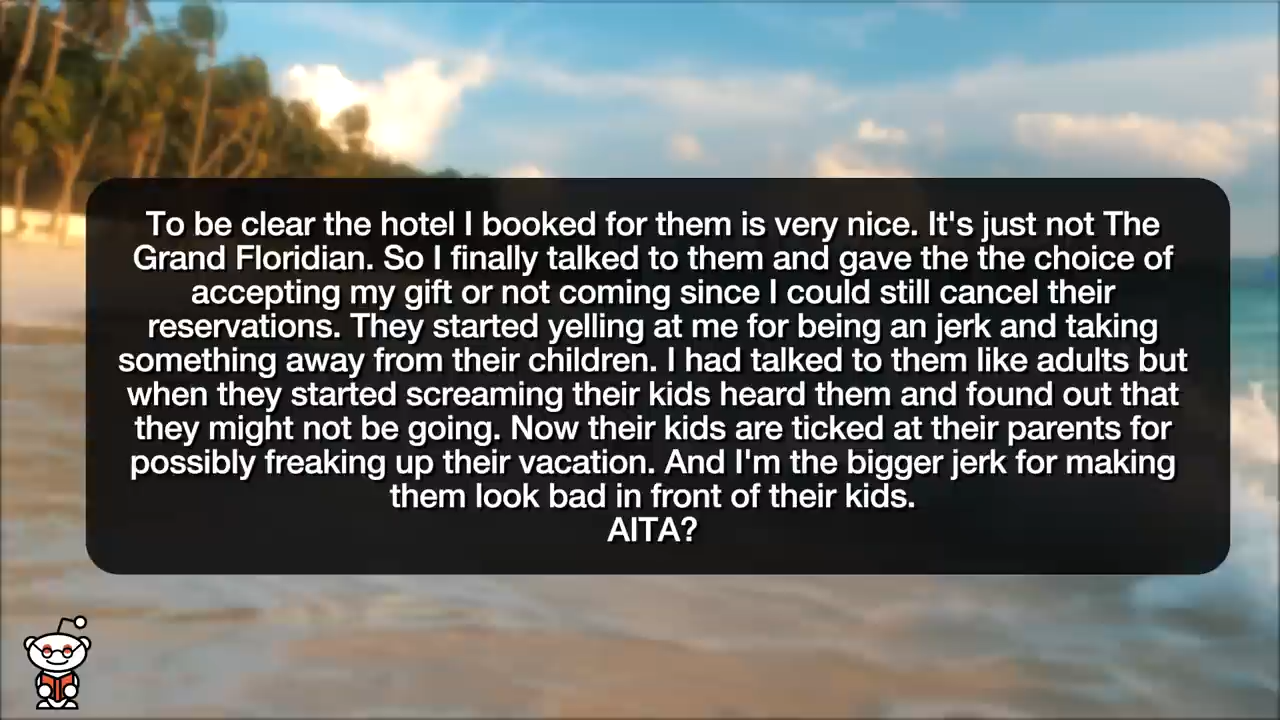 To be clear the hotel I booked for them is very nice. It's just not The
Grand Floridian. So I finally talked to them and gave the the choice of
accepting my gift or not coming since I could still cancel their
reservations. They started yelling at me for being an jerk and taking
something away from their children. I had talked to them like adults but
when they started screaming their kids heard them and found out that
they might not be going. Now their kids are ticked at their parents for
possibly freaking up their vacation. And I'm the bigger jerk for making
them look bad in front of their kids.
AITA?